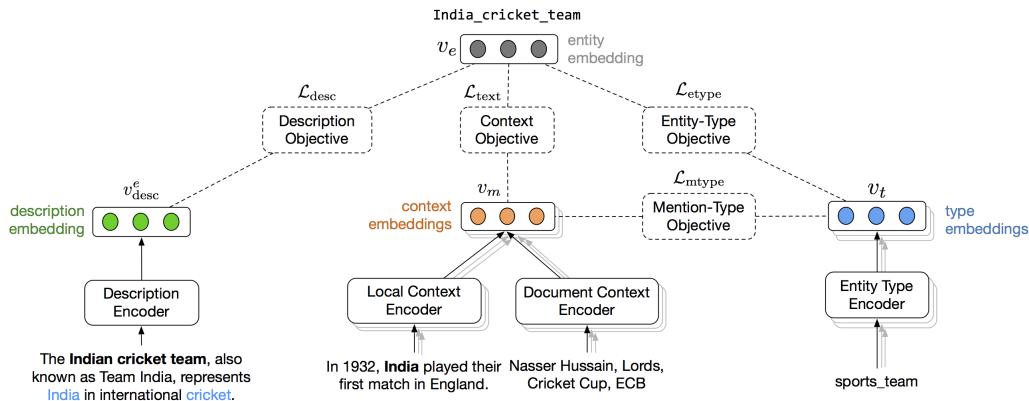 India_cricket_team
v_e
entity
embedding
L_desc
L_text
L_etype
Description
Objective
Context
Objective
Entity-Type
Objective
v^e_desc
v_m
L_mtype
v_t
description
embedding
context
embeddings
Mention-Type
Objective
type
embeddings
Description
Encoder
Local Context
Encoder
Document Context
Encoder
Entity Type
Encoder
The Indian cricket team, also
known as Team India, represents
India in international cricket.
In 1932, India played their
first match in England.
Nasser Hussain, Lords,
Cricket Cup, ECB
sports_team